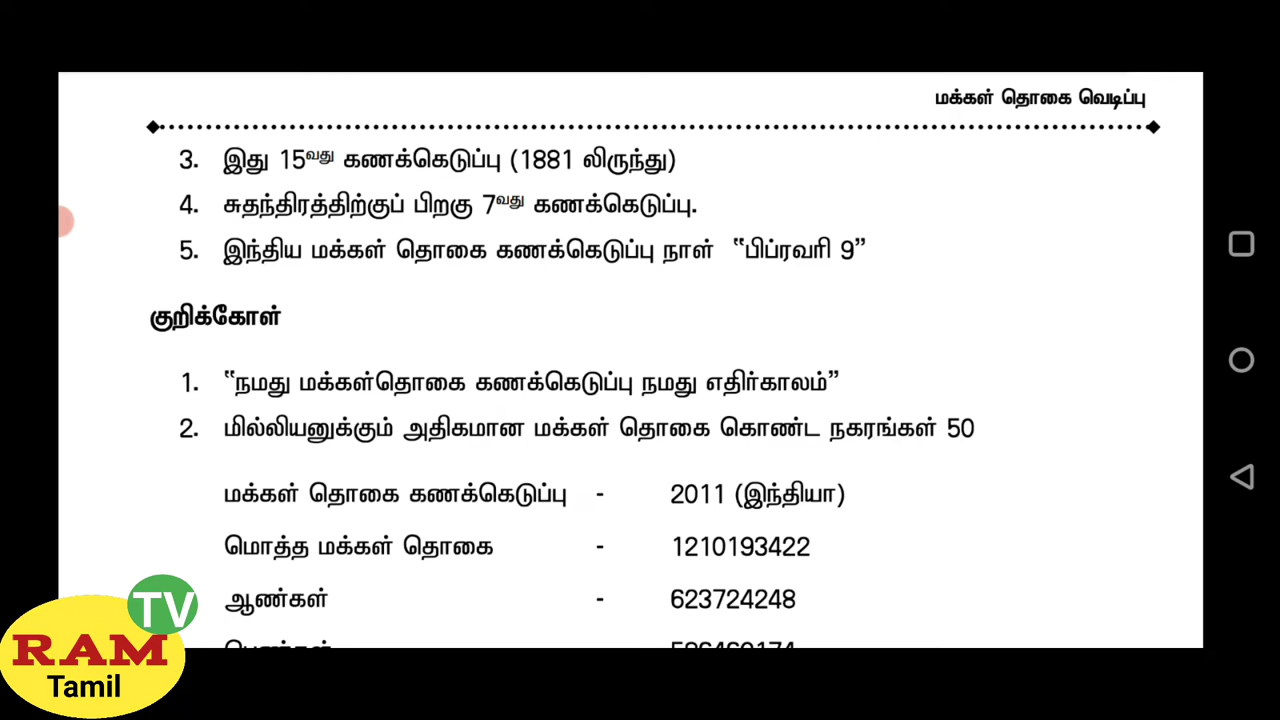 மக்கள் தொகை வெடிப்பு
3. இது 15வது கணக்கெடுப்பு (1881 லிருந்து)
4. சுதந்திரத்திற்குப் பிறகு 7வது கணக்கெடுப்பு.
5. இந்திய மக்கள் தொகை கணக்கெடுப்பு நாள் “பிப்ரவரி 9”
குறிக்கோள்
1. “நமது மக்கள்தொகை கணக்கெடுப்பு நமது எதிர்காலம்”
2. மில்லியனுக்கும் அதிகமான மக்கள் தொகை கொண்ட நகரங்கள் 50
மக்கள் தொகை கணக்கெடுப்பு - 2011 (இந்தியா)
மொத்த மக்கள் தொகை - 1210193422
ஆண்கள் - 623724248
TV
RAM
Tamil